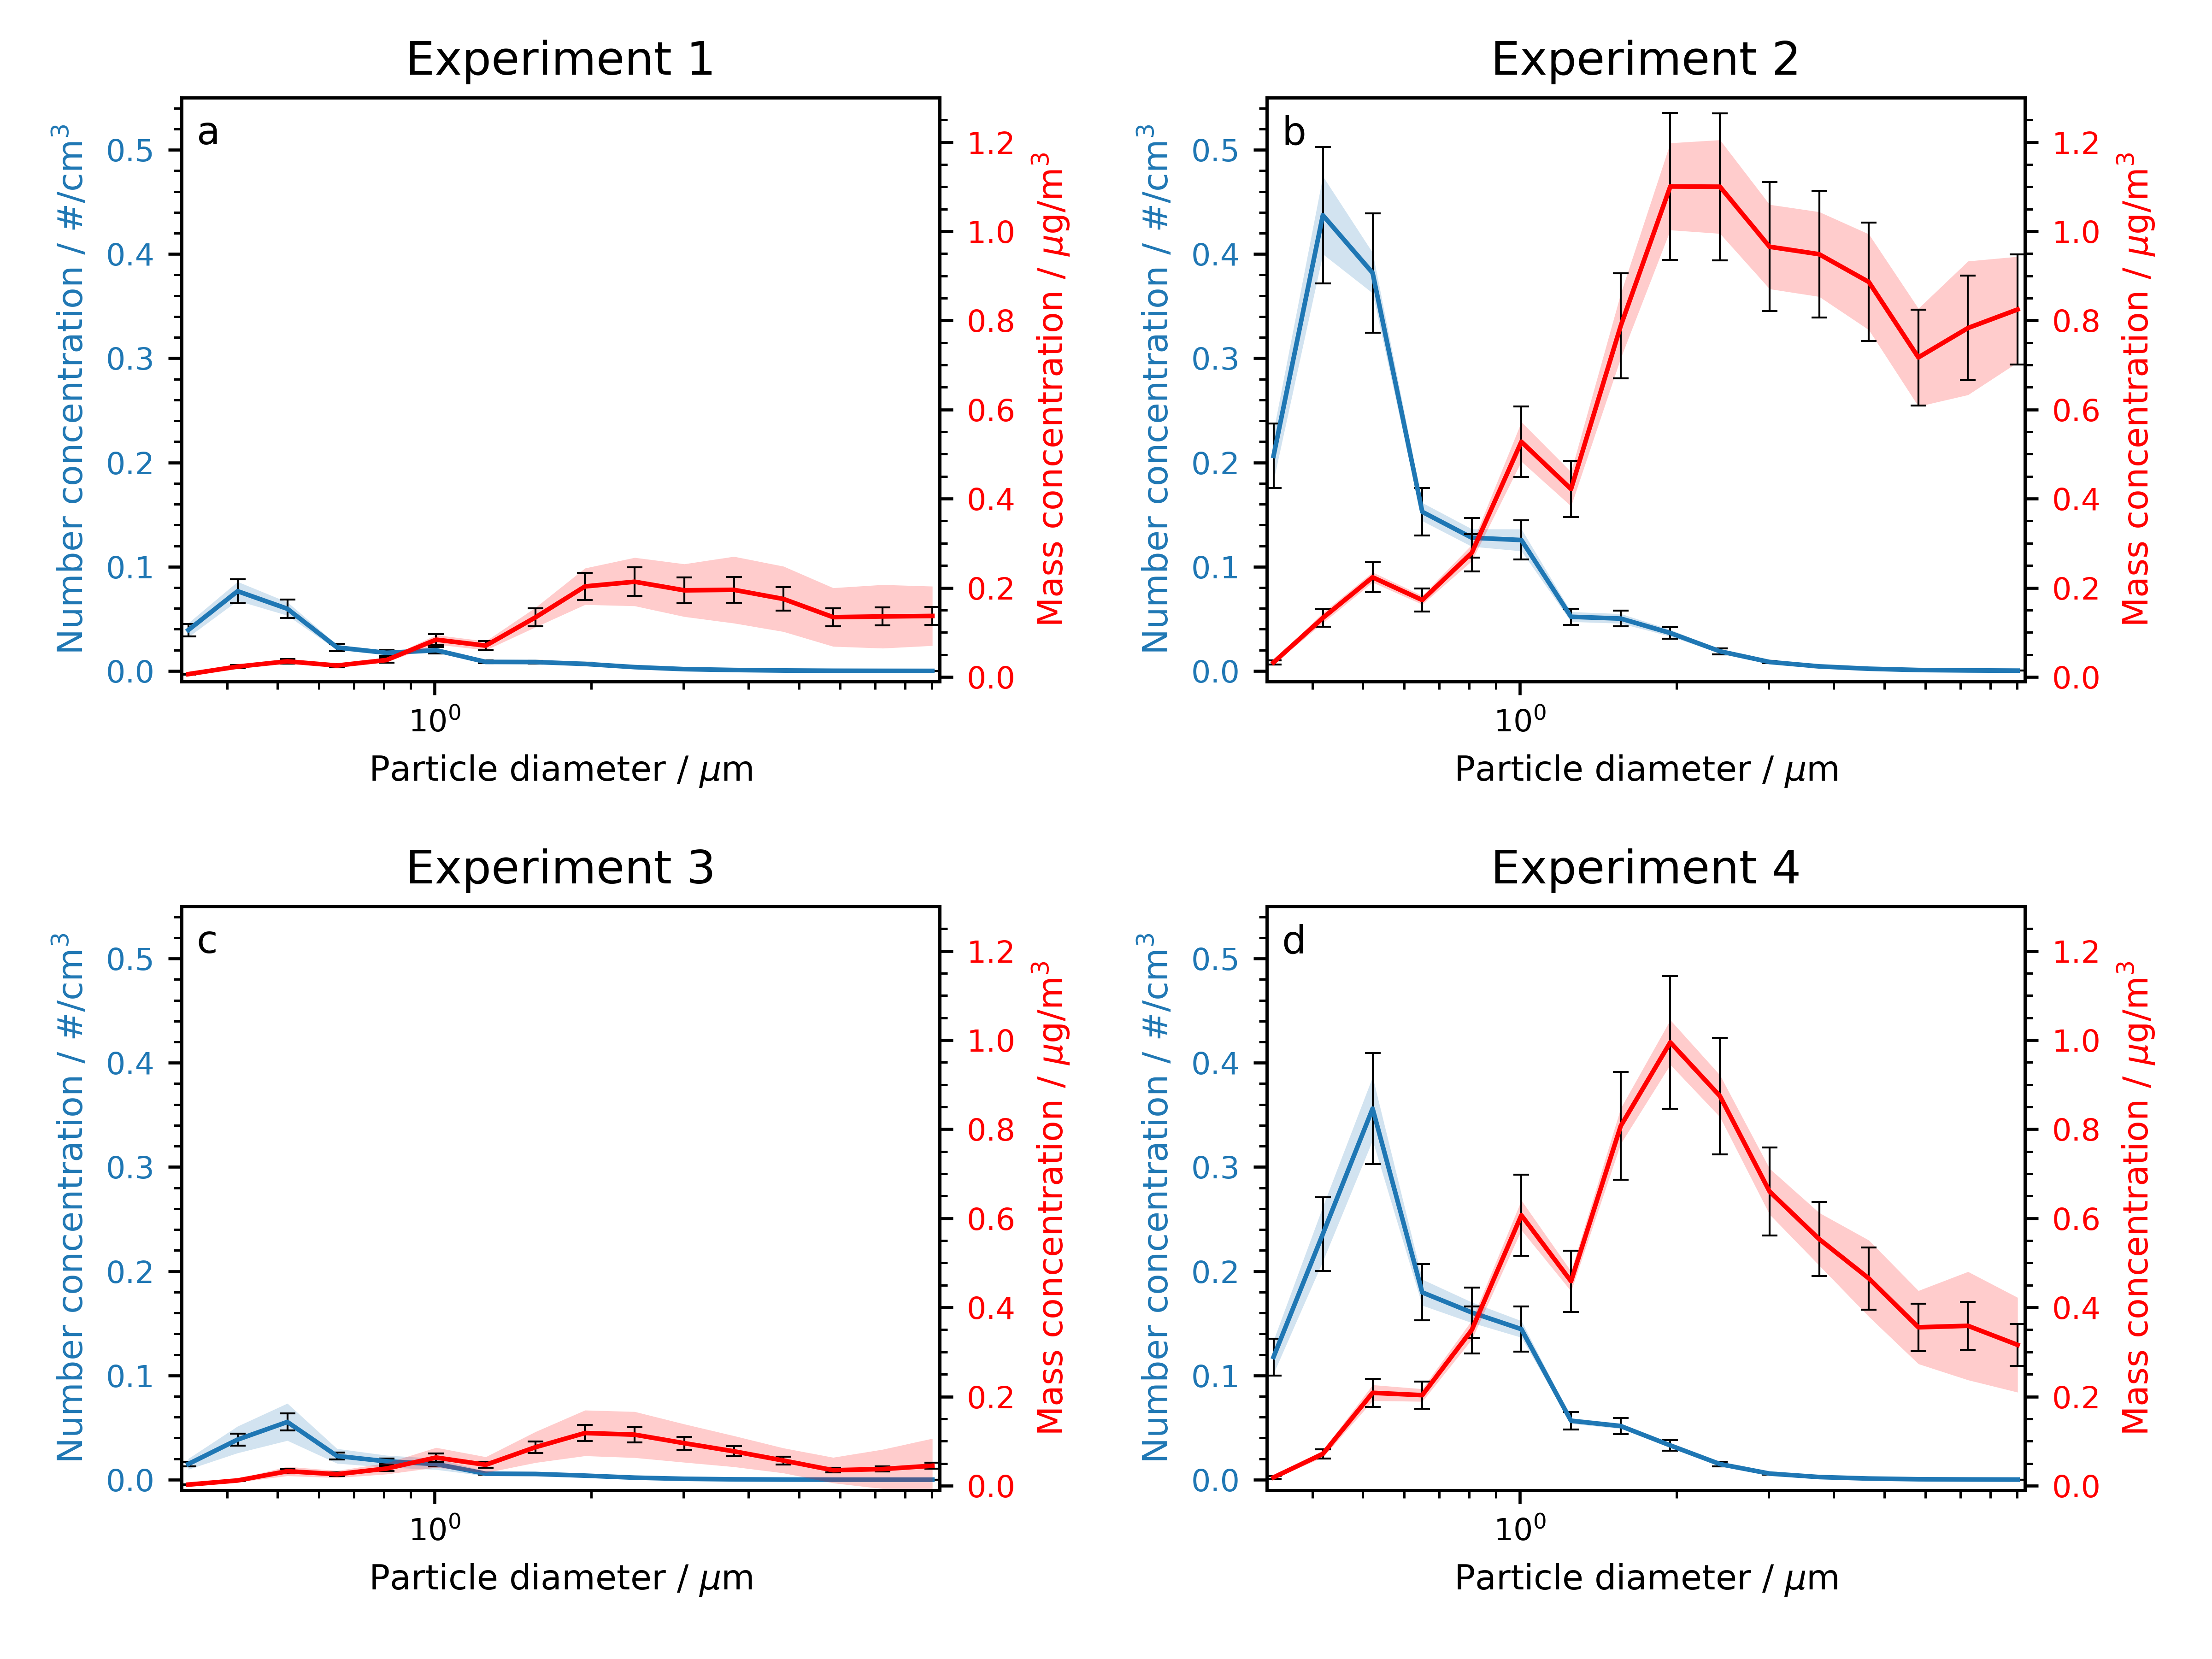 Experiment 1
a
Number concentration / #/cm³
0.5
0.4
0.3
0.2
0.1
0.0
1.2
1.0
0.8
0.6
0.4
0.2
0.0
Mass concentration / µg/m³
10⁰
Particle diameter / µm
Experiment 2
b
Number concentration / #/cm³
0.5
0.4
0.3
0.2
0.1
0.0
1.2
1.0
0.8
0.6
0.4
0.2
0.0
Mass concentration / µg/m³
10⁰
Particle diameter / µm
Experiment 3
c
Number concentration / #/cm³
0.5
0.4
0.3
0.2
0.1
0.0
1.2
1.0
0.8
0.6
0.4
0.2
0.0
Mass concentration / µg/m³
10⁰
Particle diameter / µm
Experiment 4
d
Number concentration / #/cm³
0.5
0.4
0.3
0.2
0.1
0.0
1.2
1.0
0.8
0.6
0.4
0.2
0.0
Mass concentration / µg/m³
10⁰
Particle diameter / µm